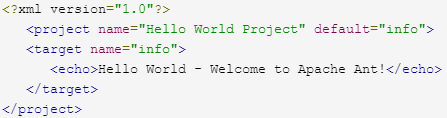 <?xml version="1.0"?>
<project name="Hello World Project" default="info">
<target name="info">
<echo>Hello World - Welcome to Apache Ant!</echo>
</target>
</project>